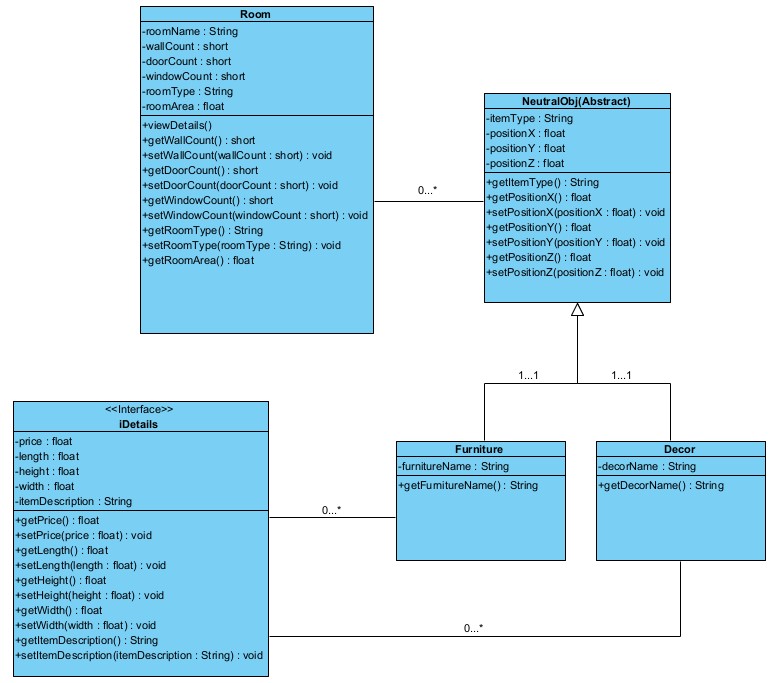 Room
-roomName : String
-wallCount : short
-doorCount : short
-windowCount : short
-roomType : String
-roomArea : float
+viewDetails()
+getWallCount() : short
+setWallCount(wallCount : short) : void
+getDoorCount() : short
+setDoorCount(doorCount : short) : void
+getWindowCount() : short
+setWindowCount(windowCount : short) : void
+getRoomType() : String
+setRoomType(roomType : String) : void
+getRoomArea() : float
0...*
NeutralObj(Abstract)
-itemType : String
-positionX : float
-positionY : float
-positionZ : float
+getItemType() : String
+getPositionX() : float
+setPositionX(positionX : float) : void
+getPositionY() : float
+setPositionY(positionY : float) : void
+getPositionZ() : float
+setPositionZ(positionZ : float) : void
1...1
1...1
<<Interface>>
iDetails
-price : float
-length : float
-height : float
-width : float
-itemDescription : String
+getPrice() : float
+setPrice(price : float) : void
+getLength() : float
+setLength(length : float) : void
+getHeight() : float
+setHeight(height : float) : void
+getWidth() : float
+setWidth(width : float) : void
+getItemDescription() : String
+setItemDescription(itemDescription : String) : void
0...*
Furniture
-furnitureName : String
+getFurnitureName() : String
Decor
-decorName : String
+getDecorName() : String
0...*